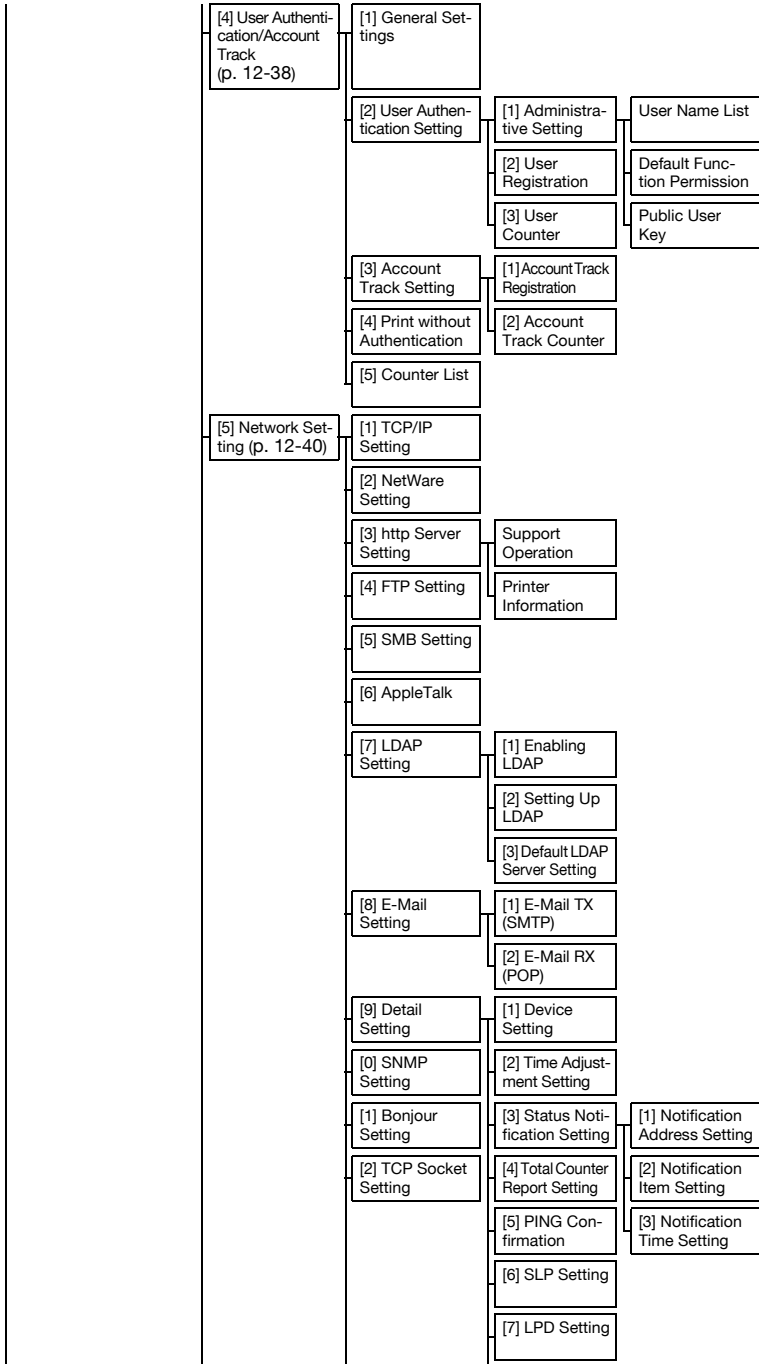 [4] User Authenti-
cation/Account
Track
(p. 12-38)
[1] General Set-
tings
[2] User Authen-
tication Setting
[1] Administra-
tive Setting
User Name List
[2] User
Registration
Default Func-
tion Permission
[3] User
Counter
Public User
Key
[3] Account
Track Setting
[1] Account Track
Registration
[4] Print without
Authentication
[2] Account
Track Counter
[5] Counter List
[5] Network Set-
ting (p. 12-40)
[1] TCP/IP
Setting
[2] NetWare
Setting
[3] http Server
Setting
Support
Operation
[4] FTP Setting
Printer
Information
[5] SMB Setting
[6] AppleTalk
[7] LDAP
Setting
[1] Enabling
LDAP
[2] Setting Up
LDAP
[3] Default LDAP
Server Setting
[8] E-Mail
Setting
[1] E-Mail TX
(SMTP)
[2] E-Mail RX
(POP)
[9] Detail
Setting
[1] Device
Setting
[0] SNMP
Setting
[2] Time Adjust-
ment Setting
[1] Bonjour
Setting
[3] Status Noti-
fication Setting
[1] Notification
Address Setting
[2] TCP Socket
Setting
[4] Total Counter
Report Setting
[2] Notification
Item Setting
[5] PING Con-
firmation
[3] Notification
Time Setting
[6] SLP Setting
[7] LPD Setting